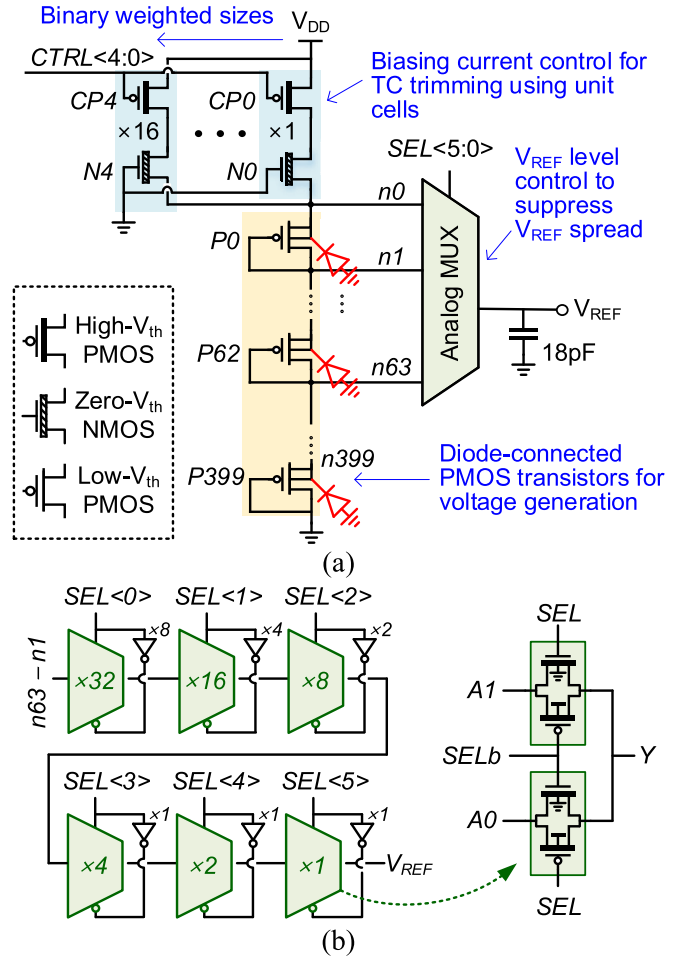 Binary weighted sizes
V_DD
CTRL<4:0>
CP4
CP0
×16
×1
N4
N0
Biasing current control for
TC trimming using unit
cells
SEL<5:0>
n0
V_REF level
control to
suppress
V_REF spread
P0
n1
Analog MUX
V_REF
18pF
P62
n63
High-V_th
PMOS
Zero-V_th
NMOS
Low-V_th
PMOS
P399
n399
Diode-connected
PMOS transistors for
voltage generation
(a)
SEL<0>
SEL<1>
SEL<2>
×8
×4
×2
n63 – n1
×32
×16
×8
SEL<3>
SEL<4>
SEL<5>
×1
×1
×1
×4
×2
×1
V_REF
SEL
A1
SELb
Y
A0
SEL
(b)